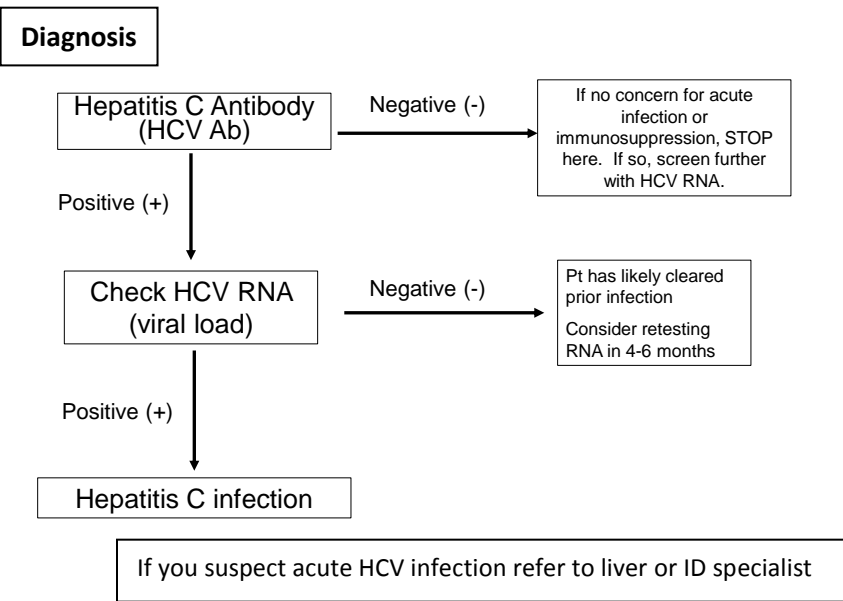 Diagnosis
Hepatitis C Antibody
(HCV Ab)
Negative (-)
If no concern for acute
infection or
immunosuppression, STOP
here.  If so, screen further
with HCV RNA.
Positive (+)
Check HCV RNA
(viral load)
Negative (-)
Pt has likely cleared
prior infection
Consider retesting
RNA in 4-6 months
Positive (+)
Hepatitis C infection
If you suspect acute HCV infection refer to liver or ID specialist